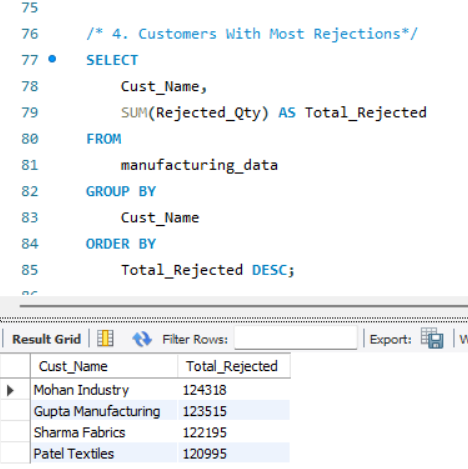 75
76 /* 4. Customers With Most Rejections*/
77 SELECT
78 Cust_Name,
79 SUM(Rejected_Qty) AS Total_Rejected
80 FROM
81 manufacturing_data
82 GROUP BY
83 Cust_Name
84 ORDER BY
85 Total_Rejected DESC;
Result Grid Filter Rows: Export:
Cust_Name Total_Rejected
Mohan Industry 124318
Gupta Manufacturing 123515
Sharma Fabrics 122195
Patel Textiles 120995